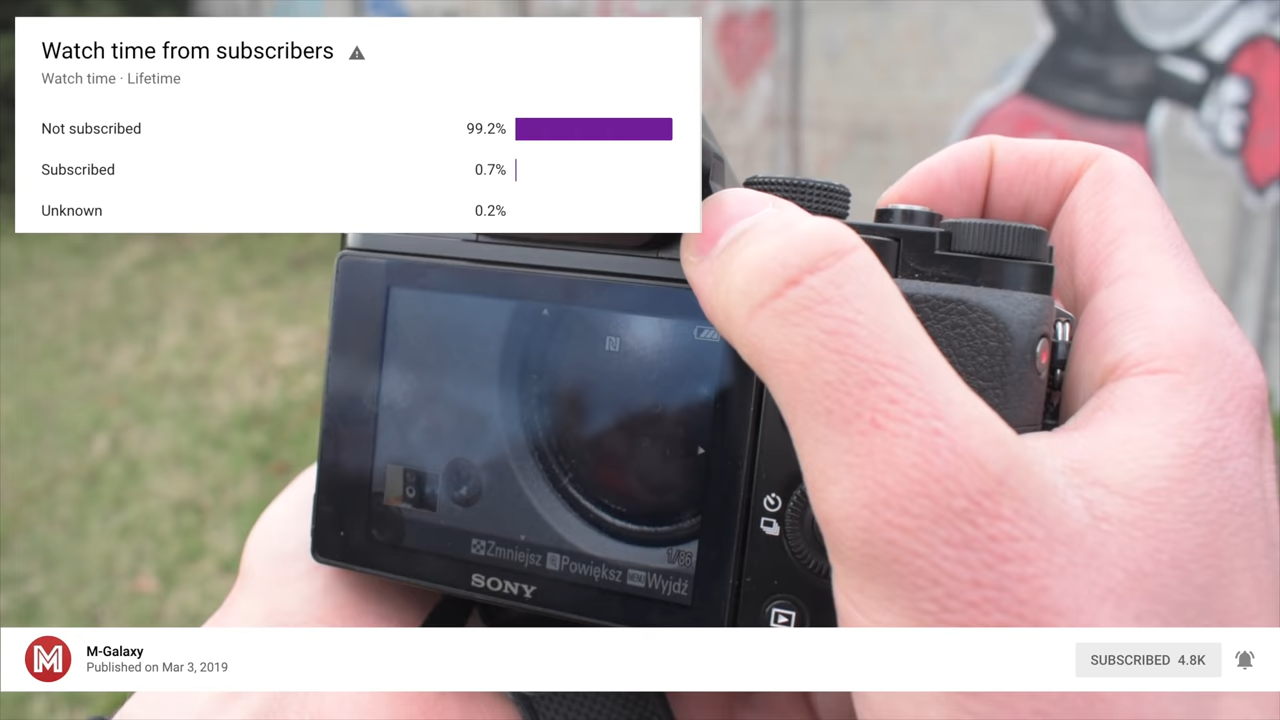 Watch time from subscribers
Watch time · Lifetime
Not subscribed 99.2%
Subscribed 0.7%
Unknown 0.2%
Zmniejsz Powiększ MENU Wyjdź
1/86
SONY
M
M-Galaxy
Published on Mar 3, 2019
SUBSCRIBED 4.8K